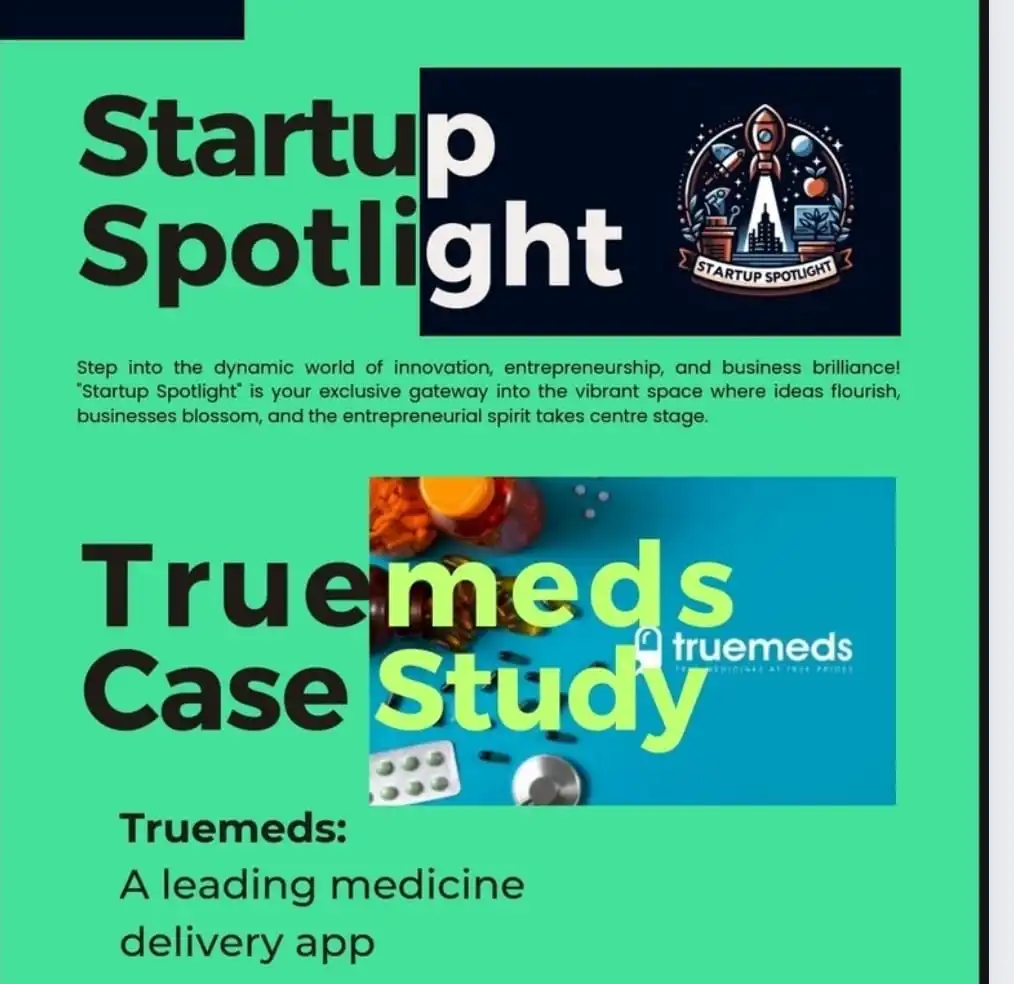 Startup
Spotlight
STARTUP SPOTLIGHT
Step into the dynamic world of innovation, entrepreneurship, and business brilliance!
"Startup Spotlight" is your exclusive gateway into the vibrant space where ideas flourish,
businesses blossom, and the entrepreneurial spirit takes centre stage.
Truemeds
truemeds
Case Study
Truemeds:
A leading medicine
delivery app